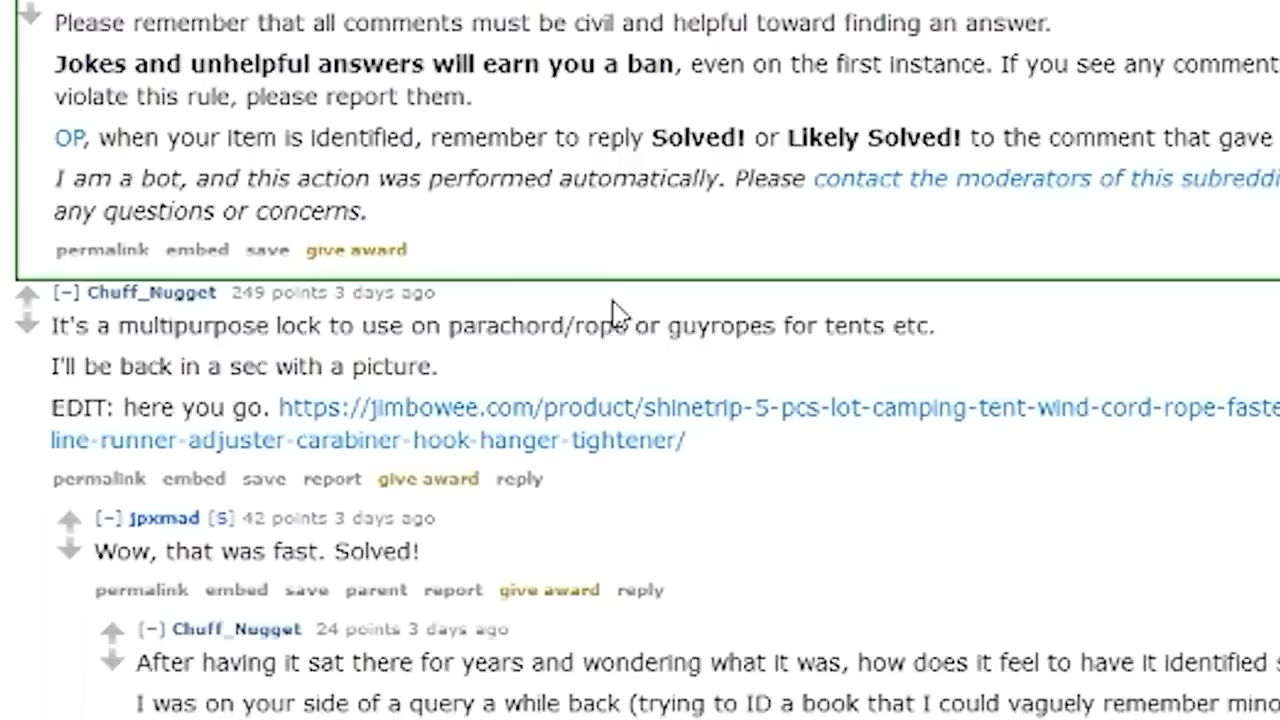 Please remember that all comments must be civil and helpful toward finding an answer.
Jokes and unhelpful answers will earn you a ban, even on the first instance. If you see any comment
violate this rule, please report them.
OP, when your item is identified, remember to reply Solved! or Likely Solved! to the comment that gave
I am a bot, and this action was performed automatically. Please contact the moderators of this subreddi
any questions or concerns.
permalink embed save give award
[–] Chuff_Nugget 249 points 3 days ago
It's a multipurpose lock to use on parachord/rope or guyropes for tents etc.
I'll be back in a sec with a picture.
EDIT: here you go. https://jimbowee.com/product/shinetrip-5-pcs-lot-camping-tent-wind-cord-rope-faste
line-runner-adjuster-carabiner-hook-hanger-tightener/
permalink embed save report give award reply
[–] jpxmad [S] 42 points 3 days ago
Wow, that was fast. Solved!
permalink embed save parent report give award reply
[–] Chuff_Nugget 24 points 3 days ago
After having it sat there for years and wondering what it was, how does it feel to have it identified s
I was on your side of a query a while back (trying to ID a book that I could vaguely remember mino